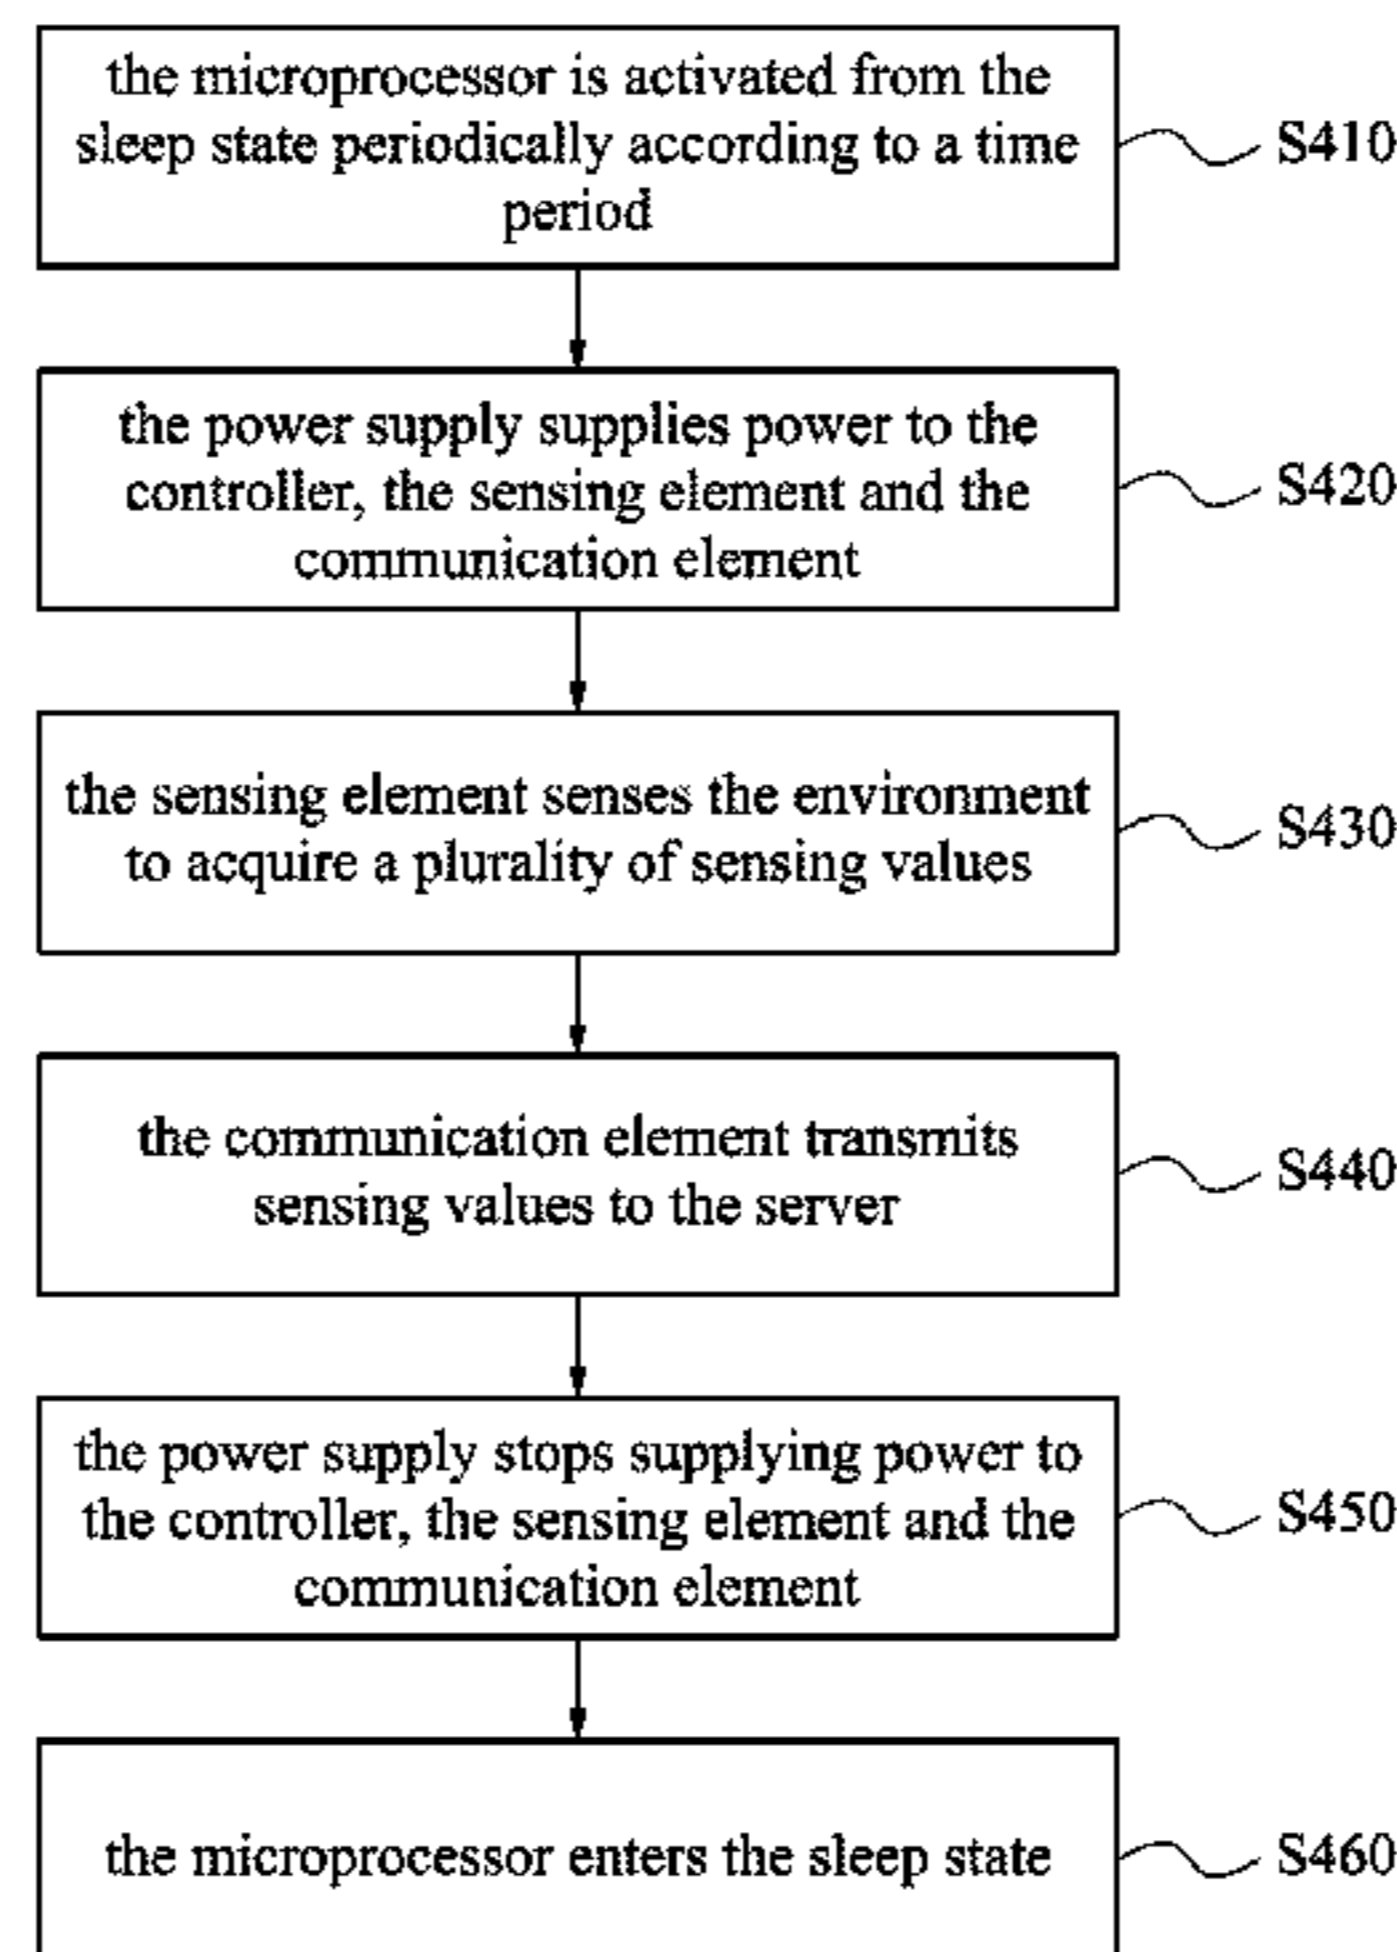 the microprocessor is activated from the
sleep state periodically according to a time
period
S410
the power supply supplies power to the
controller, the sensing element and the
communication element
S420
the sensing element senses the environment
to acquire a plurality of sensing values
S430
the communication element transmits
sensing values to the server
S440
the power supply stops supplying power to
the controller, the sensing element and the
communication element
S450
the microprocessor enters the sleep state
S460